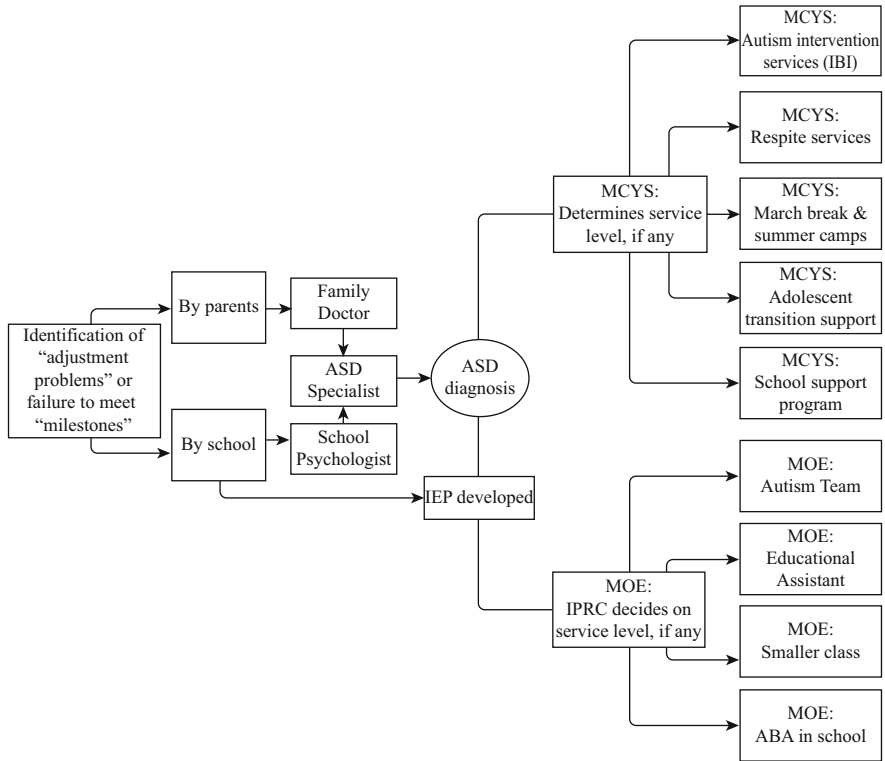 Identification of
“adjustment
problems” or
failure to meet
“milestones”
By parents
By school
Family
Doctor
ASD
Specialist
School
Psychologist
ASD
diagnosis
IEP developed
MCYS:
Determines service
level, if any
MCYS:
Autism intervention
services (IBI)
MCYS:
Respite services
MCYS:
March break &
summer camps
MCYS:
Adolescent
transition support
MCYS:
School support
program
MOE:
IPRC decides on
service level, if any
MOE:
Autism Team
MOE:
Educational
Assistant
MOE:
Smaller class
MOE:
ABA in school